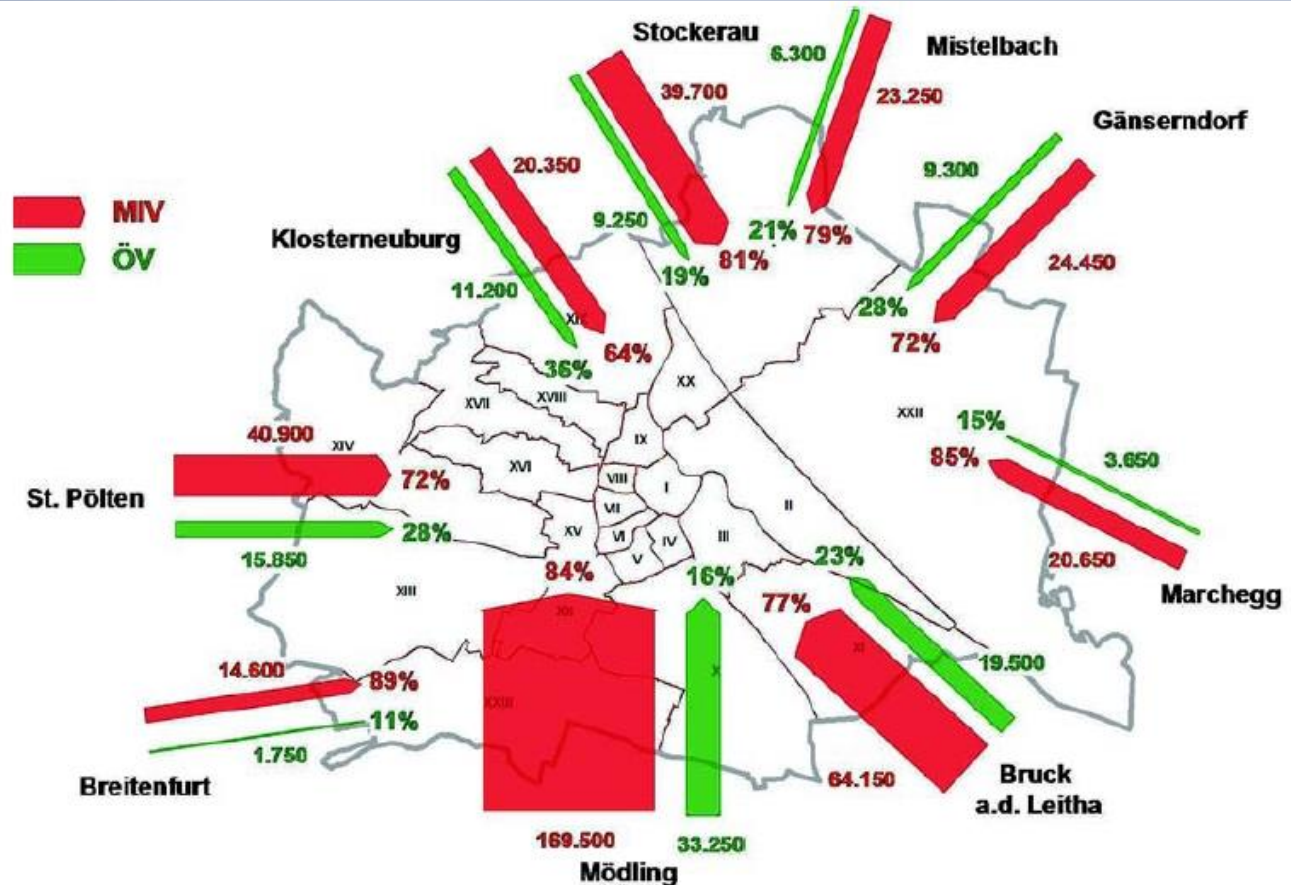 Stockerau
Mistelbach
6.300
39.700
23.250
Gänserndorf
MIV
ÖV
20.350
9.300
Klosterneuburg
9.250
21%
79%
81%
19%
24.450
11.200
28%
72%
64%
36%
XX
XVIII
XVII
XXII
15%
40.900
XIV
IX
85%
3.650
XVI
72%
VIII
I
St. Pölten
VII
II
28%
XV
VI
IV
III
V
23%
15.850
84%
16%
20.650
XIII
77%
Marchegg
XII
XI
19.500
14.600
89%
X
XXIII
11%
1.750
64.150
Breitenfurt
Bruck
a.d. Leitha
169.500
33.250
Mödling